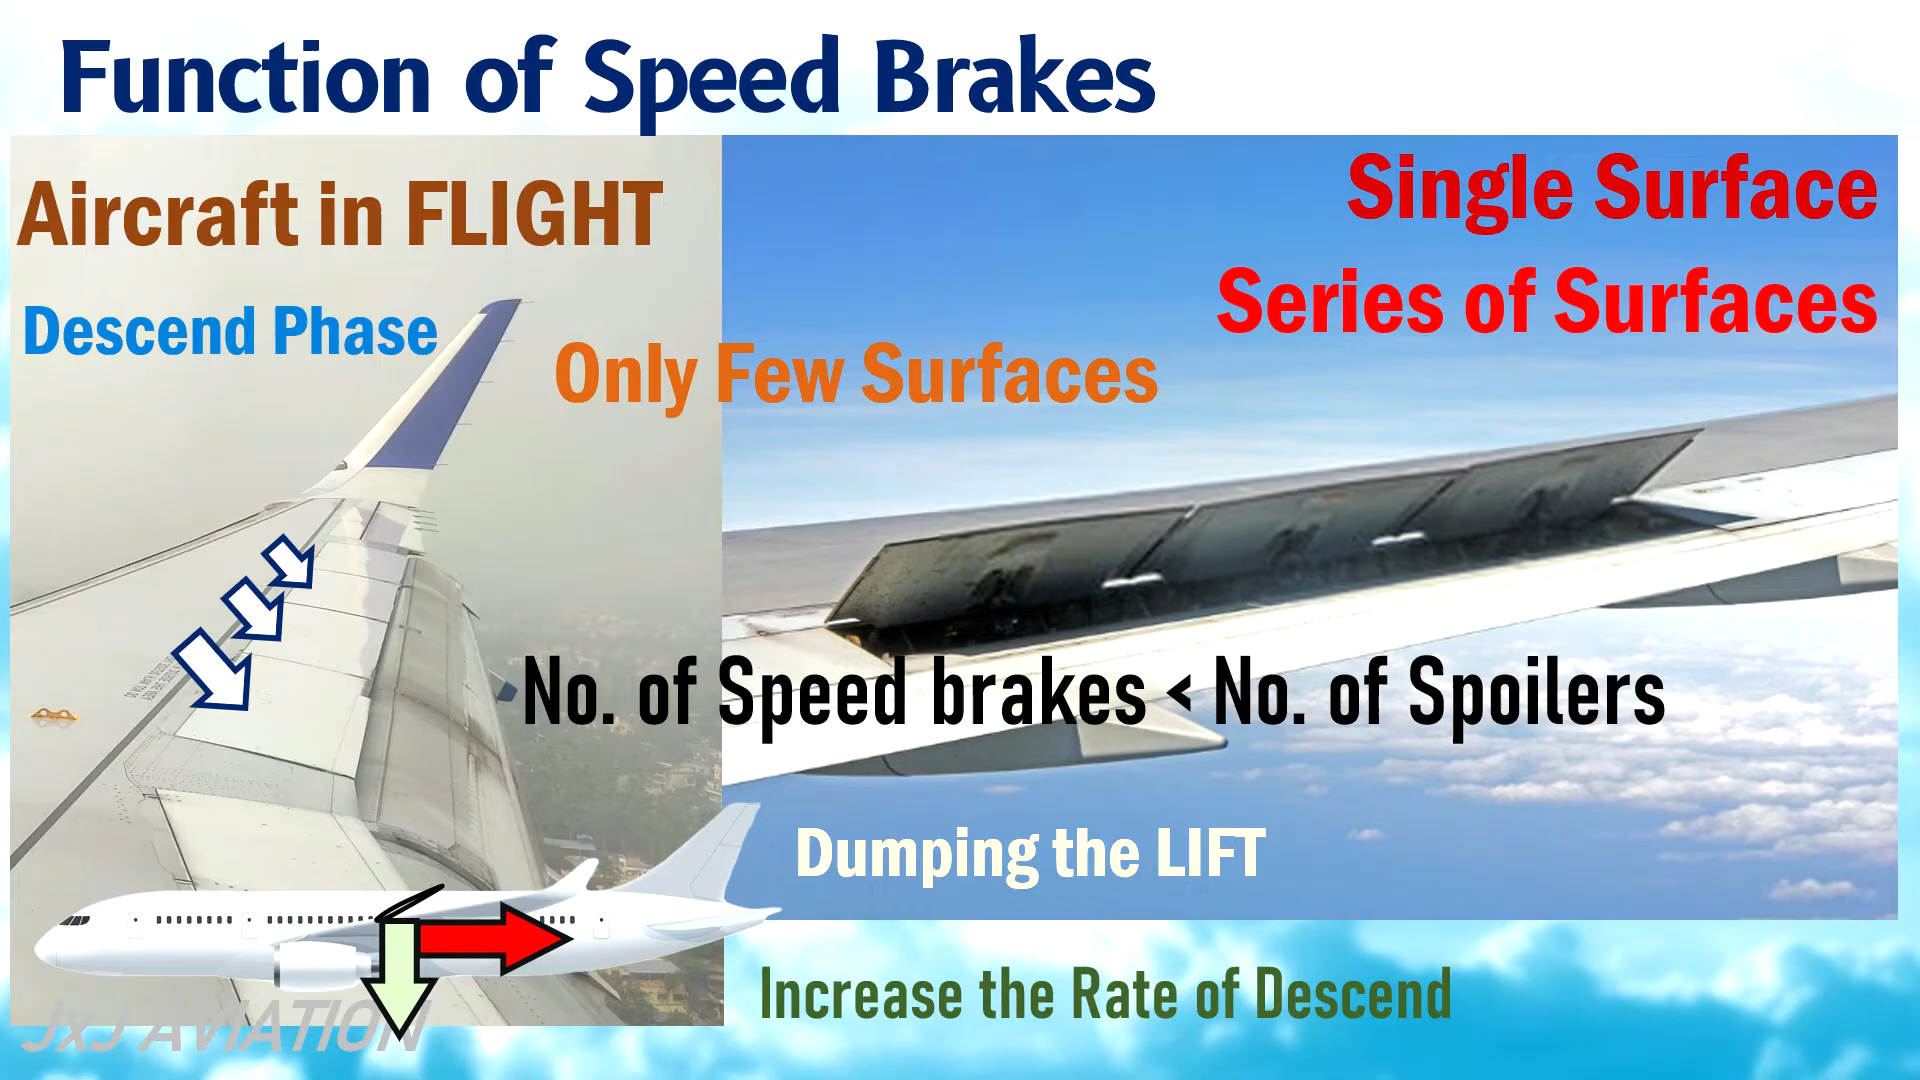 Function of Speed Brakes
Aircraft in FLIGHT
Single Surface
Series of Surfaces
Descend Phase
Only Few Surfaces
No. of Speed brakes < No. of Spoilers
Dumping the LIFT
Increase the Rate of Descend
JxJ AVIATION